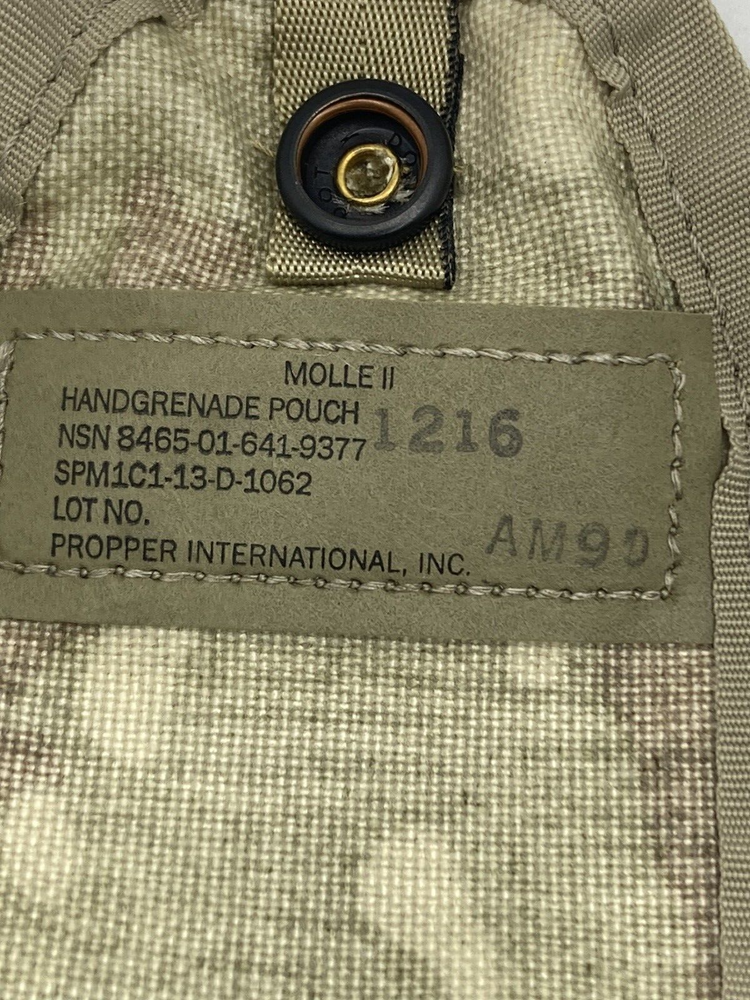 MOLLE II
HANDGRENADE POUCH
NSN 8465-01-641-9377 1216
SPM1C1-13-D-1062
LOT NO.
PROPPER INTERNATIONAL, INC. AM90